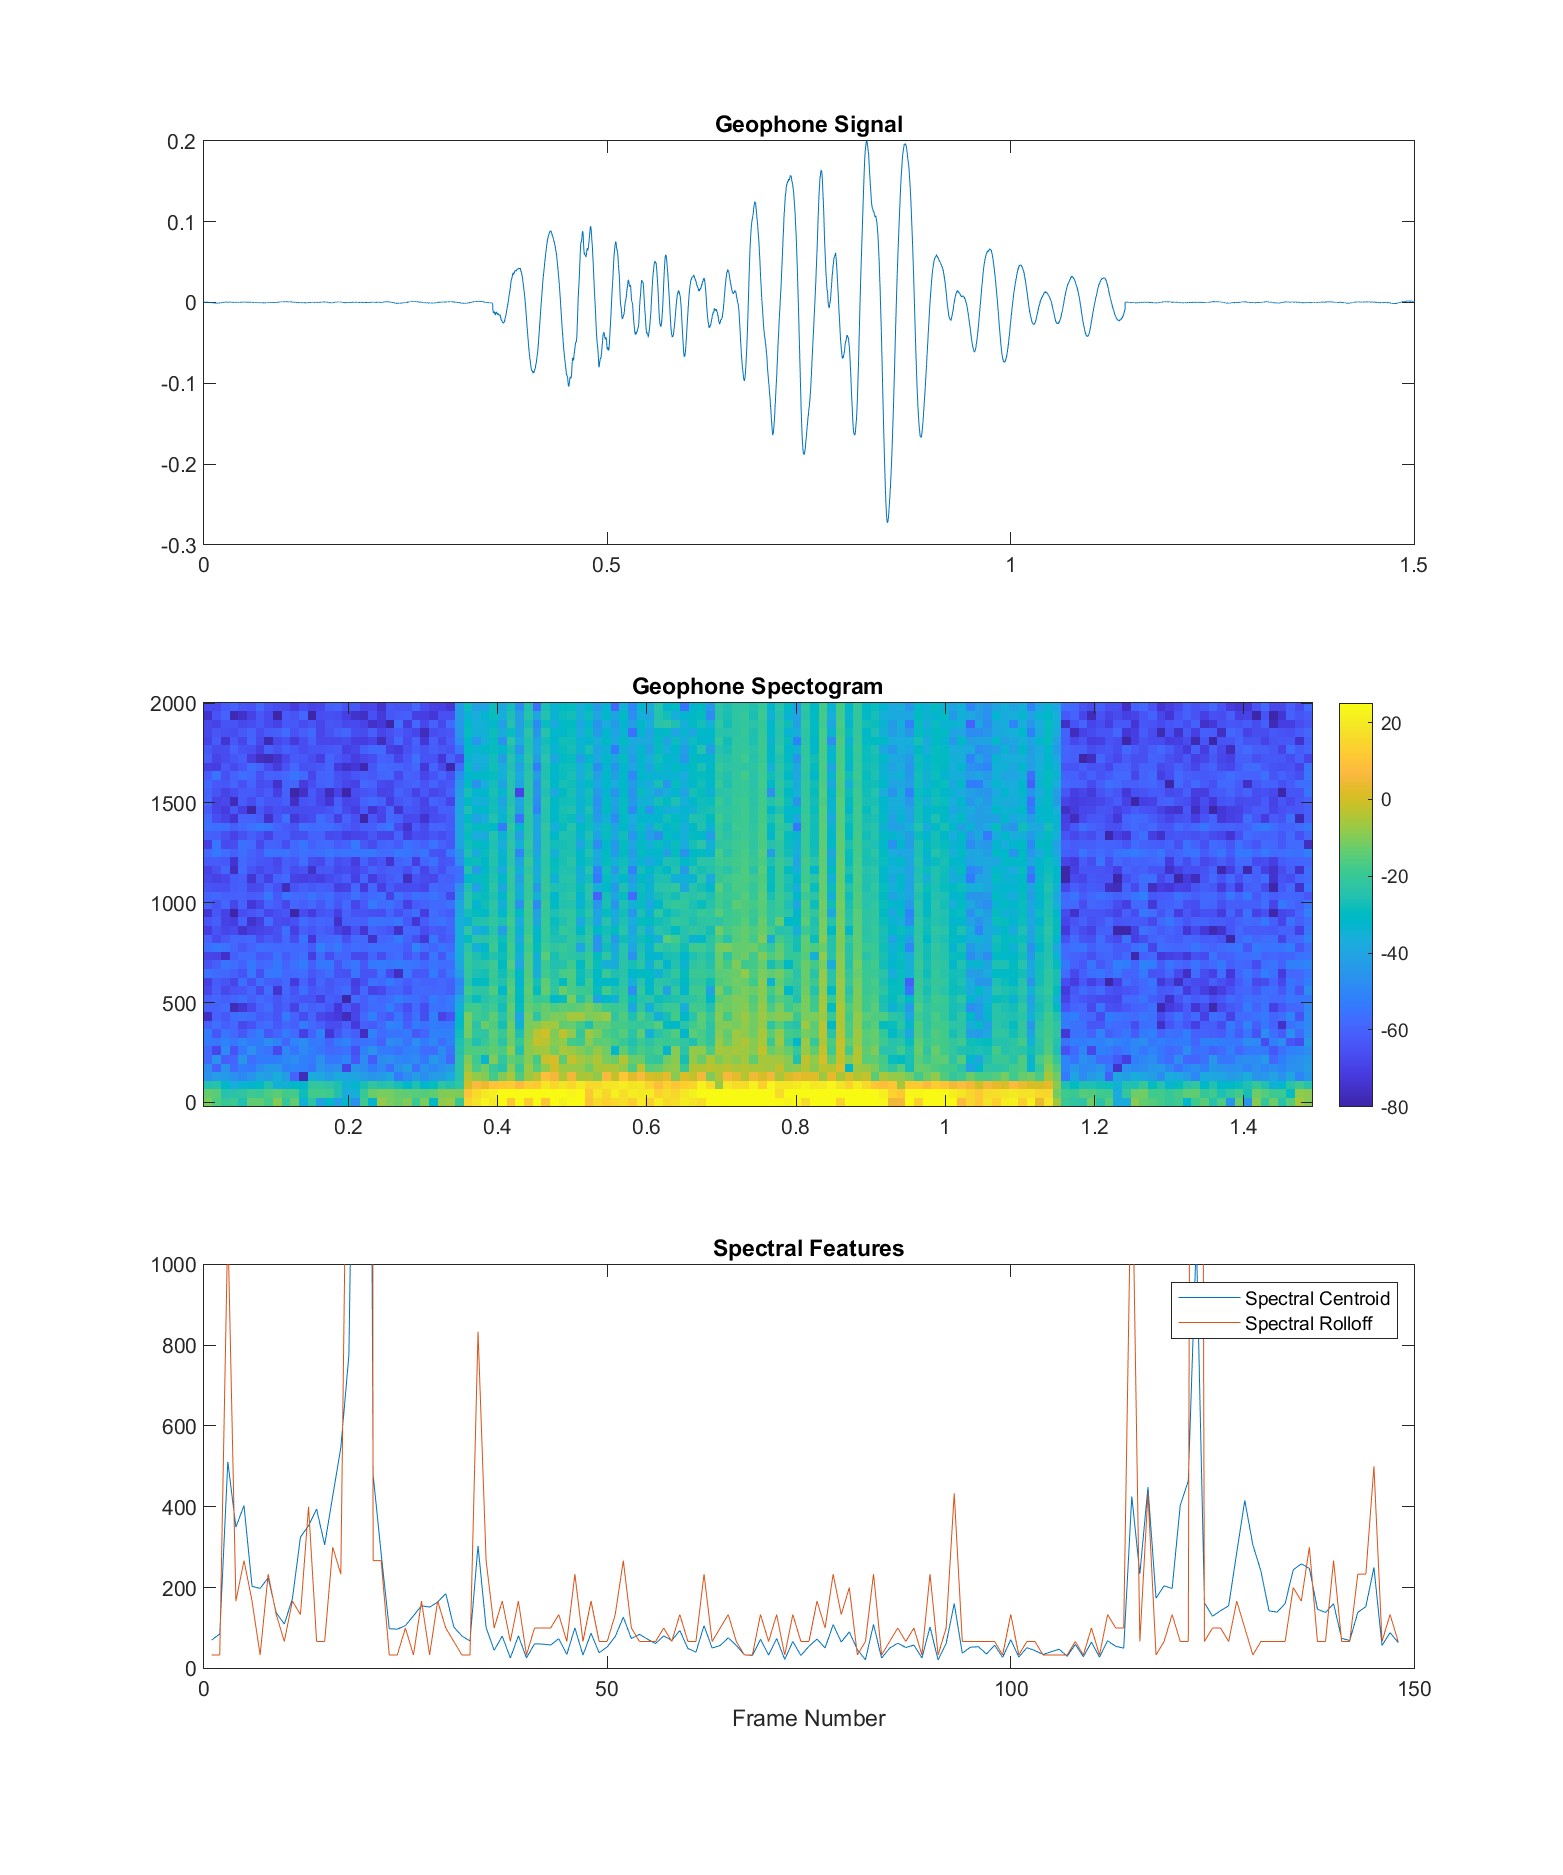 Geophone Signal
0.2
0.1
0
-0.1
-0.2
-0.3
0 0.5 1 1.5
Geophone Spectogram
2000
1500
1000
500
0
0.2 0.4 0.6 0.8 1 1.2 1.4
20
0
-20
-40
-60
-80
Spectral Features
1000
800
600
400
200
0
Spectral Centroid
Spectral Rolloff
0 50 100 150
Frame Number